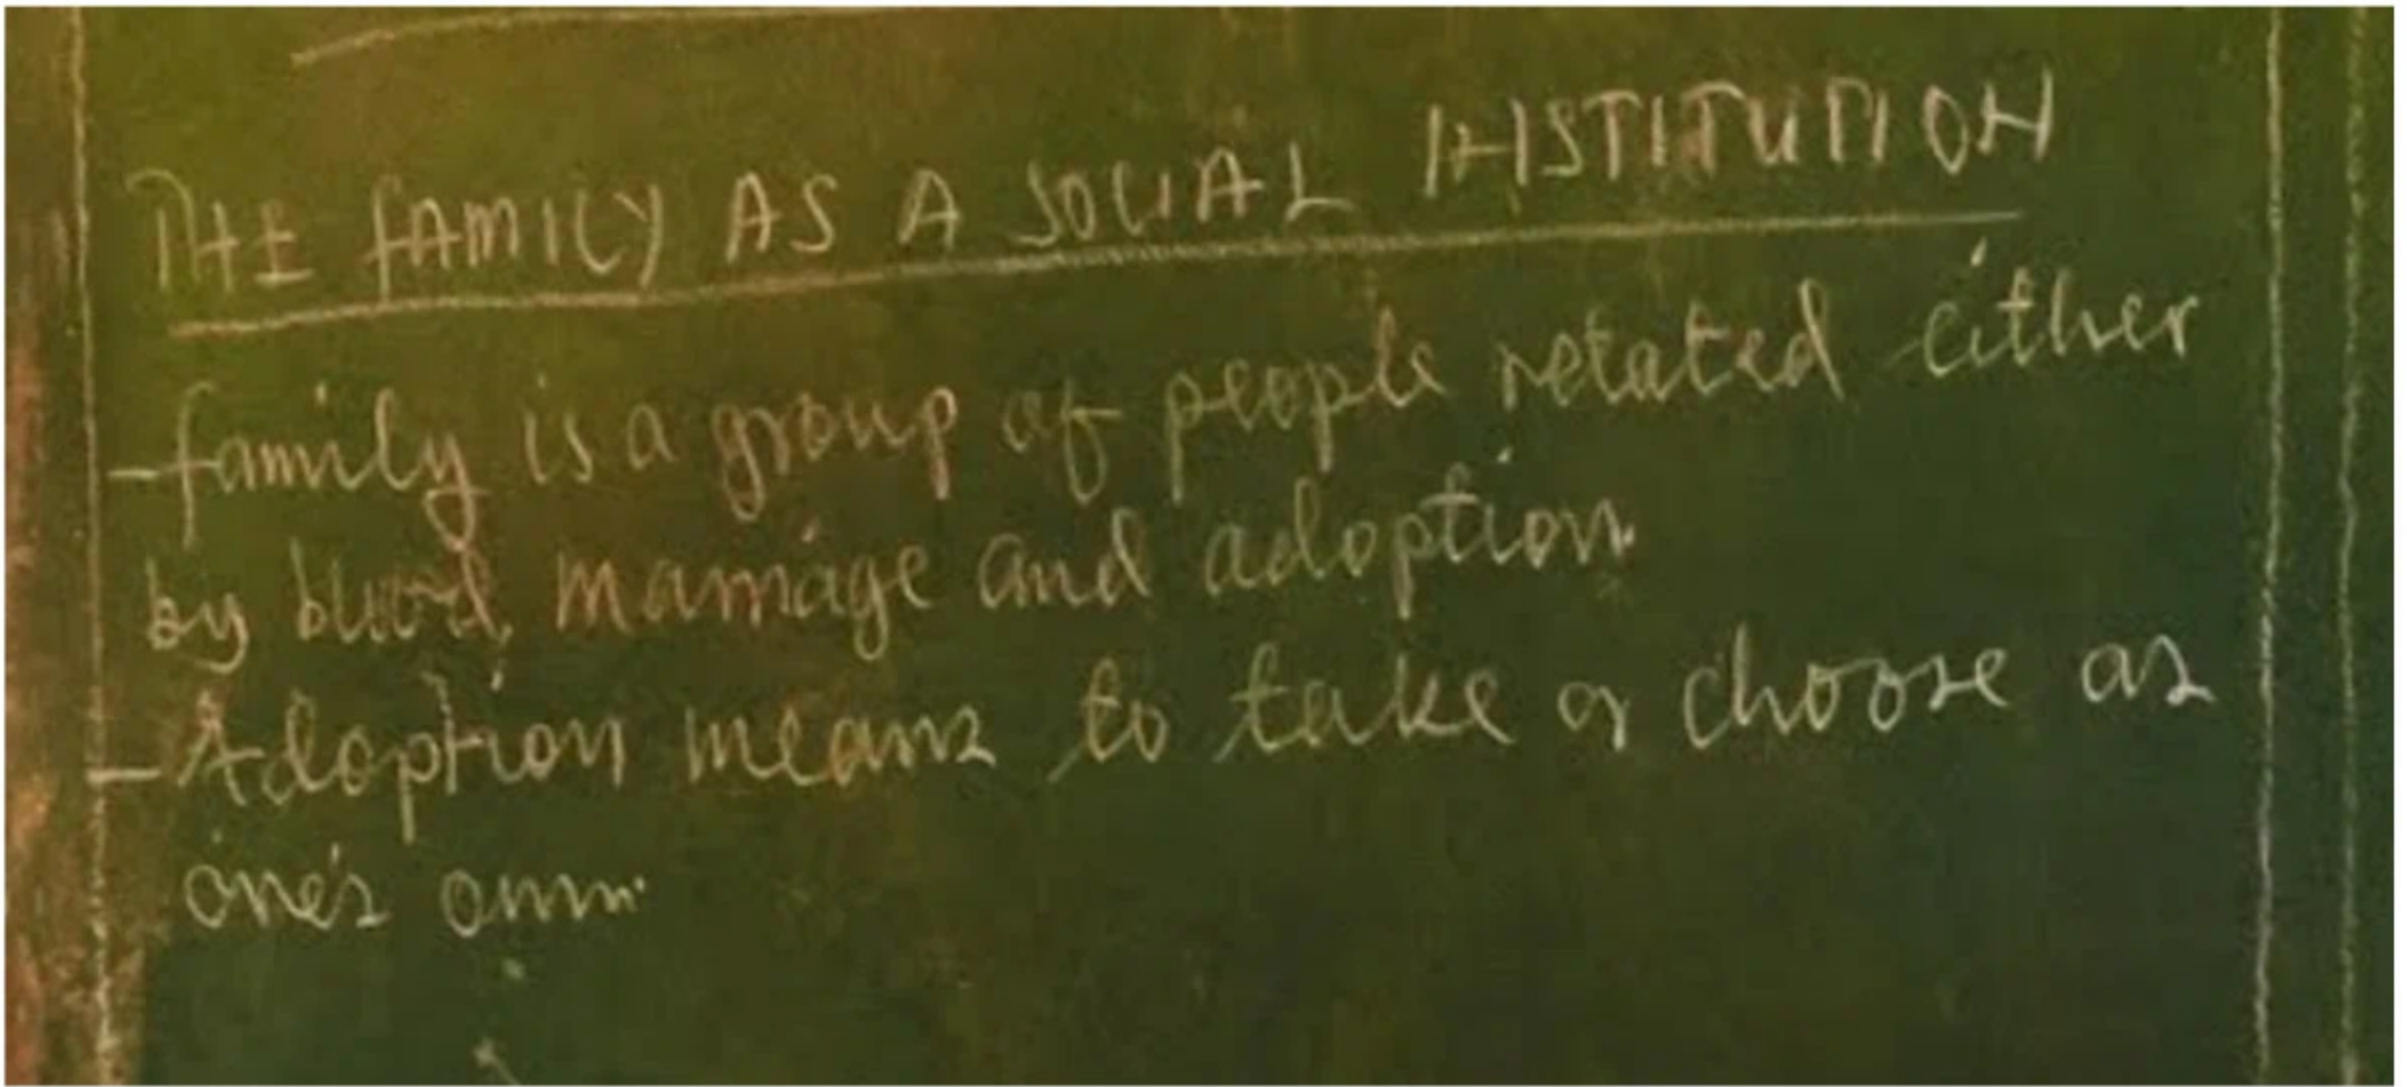 THE FAMILY AS A SOCIAL INSTITUTION
-family is a group of people related either
by blood, marriage and adoption
-Adoption means to take or choose as
one's own.